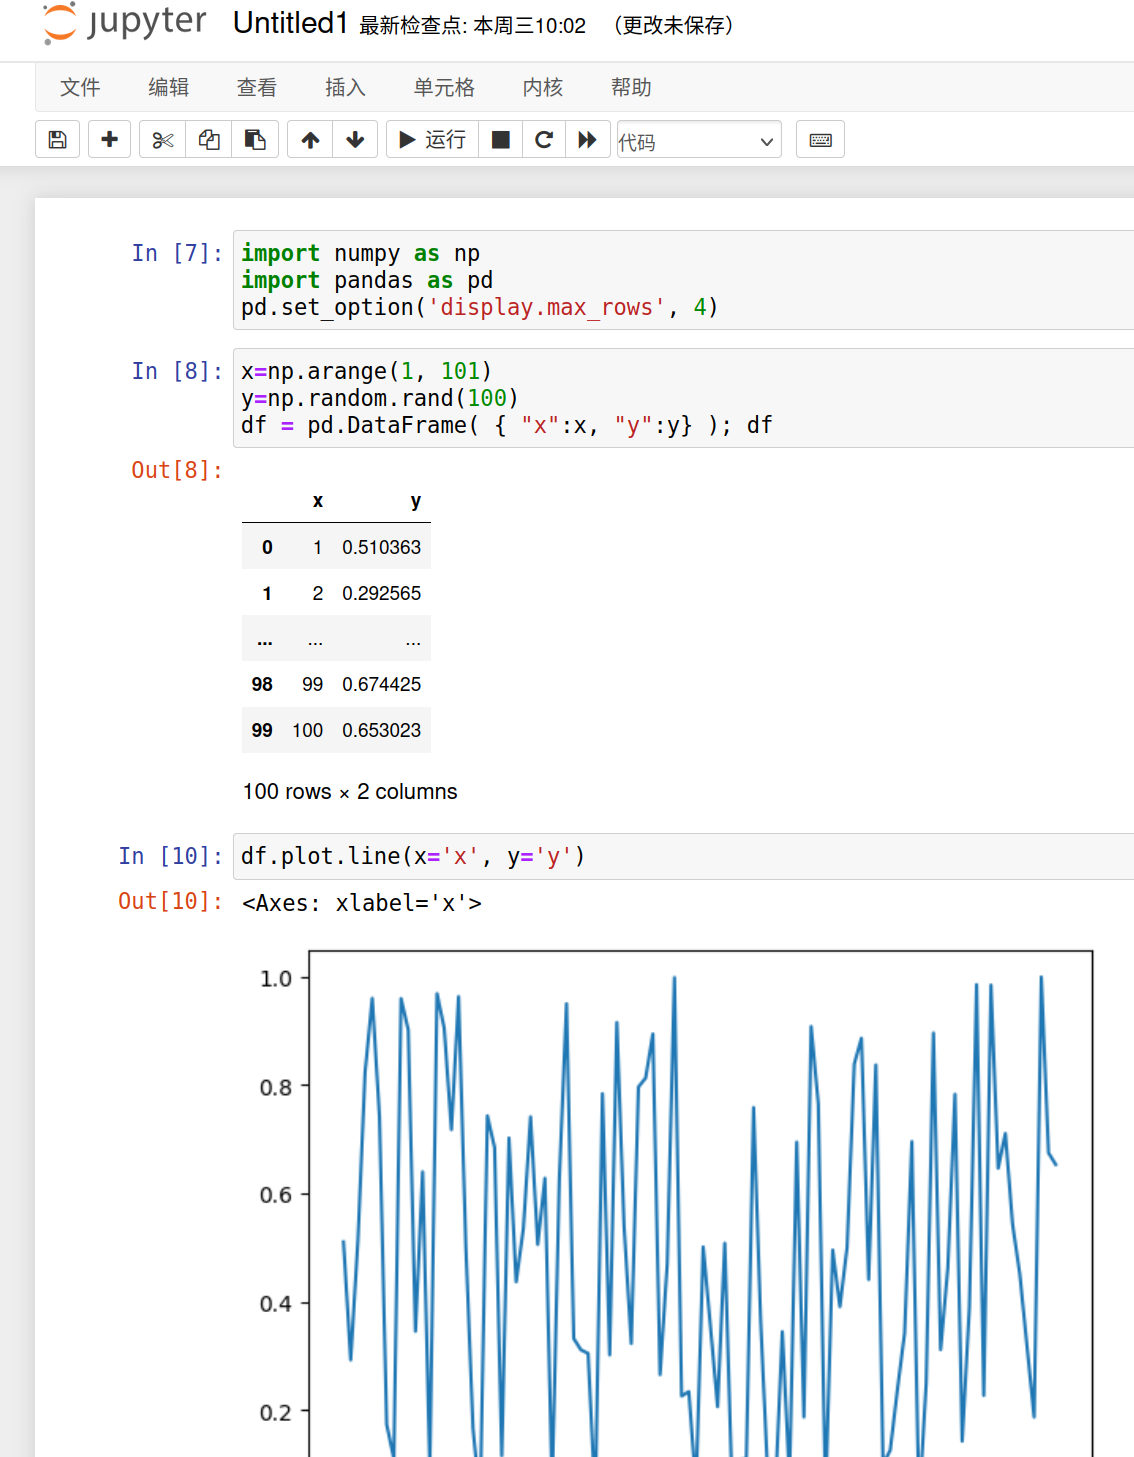 jupyter Untitled1 最新检查点: 本周三10:02 (更改未保存)
文件 编辑 查看 插入 单元格 内核 帮助
运行 代码
In [7]: import numpy as np
import pandas as pd
pd.set_option('display.max_rows', 4)
In [8]: x=np.arange(1, 101)
y=np.random.rand(100)
df = pd.DataFrame( { "x":x, "y":y} ); df
Out[8]:
x y
0 1 0.510363
1 2 0.292565
... ... ...
98 99 0.674425
99 100 0.653023
100 rows × 2 columns
In [10]: df.plot.line(x='x', y='y')
Out[10]: <Axes: xlabel='x'>
1.0
0.8
0.6
0.4
0.2